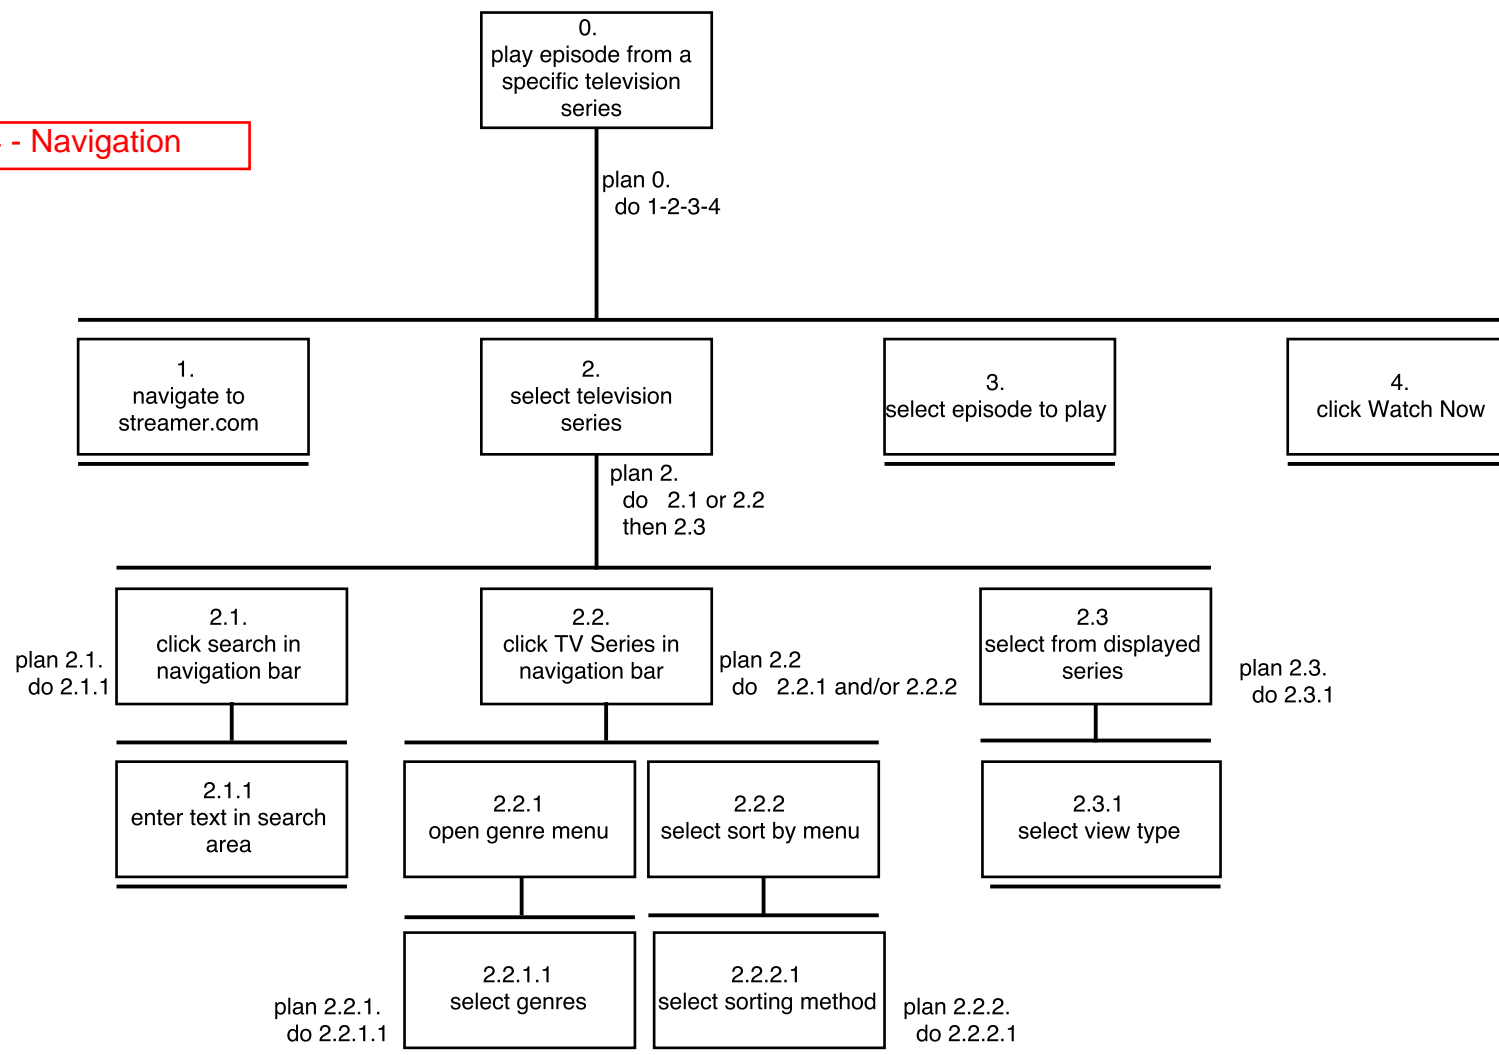 0.
play episode from a
specific television
series
- Navigation
plan 0.
do 1-2-3-4
1.
navigate to
streamer.com
2.
select television
series
3.
select episode to play
4.
click Watch Now
plan 2.
do 2.1 or 2.2
then 2.3
2.1.
click search in
navigation bar
plan 2.1.
do 2.1.1
2.2.
click TV Series in
navigation bar
plan 2.2
do 2.2.1 and/or 2.2.2
2.3
select from displayed
series
plan 2.3.
do 2.3.1
2.1.1
enter text in search
area
2.2.1
open genre menu
2.2.2
select sort by menu
2.3.1
select view type
2.2.1.1
select genres
plan 2.2.1.
do 2.2.1.1
2.2.2.1
select sorting method
plan 2.2.2.
do 2.2.2.1